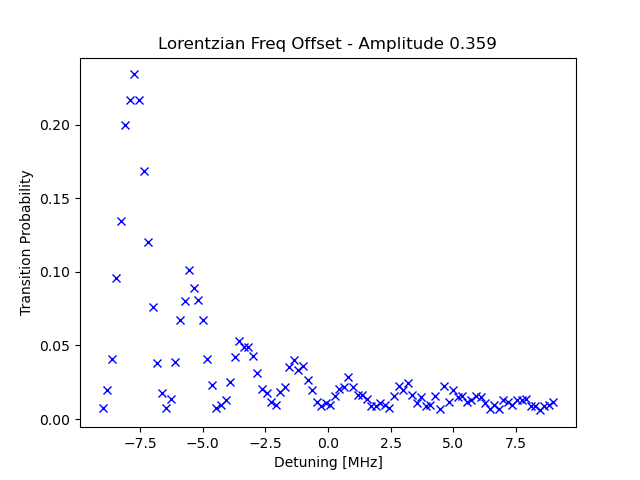 Lorentzian Freq Offset - Amplitude 0.359
Transition Probability
0.20
0.15
0.10
0.05
0.00
−7.5 −5.0 −2.5 0.0 2.5 5.0 7.5
Detuning [MHz]